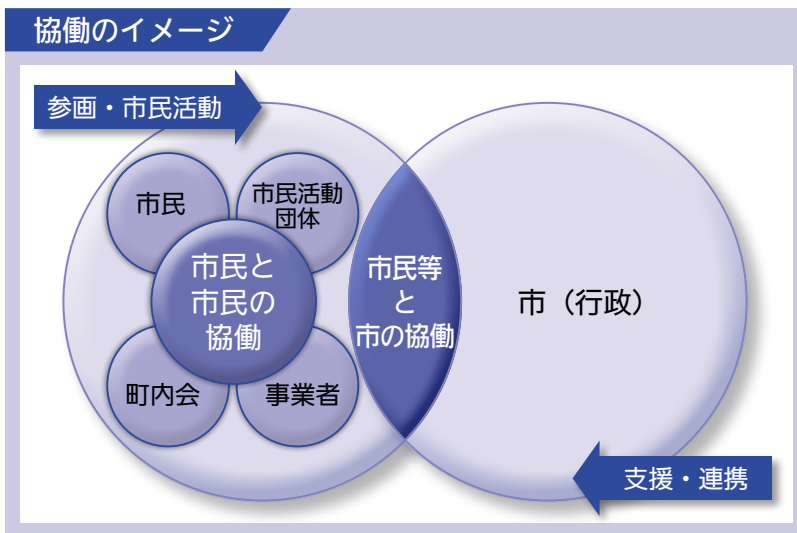 協働のイメージ
参画・市民活動
市民
市民活動
団体
市民と
市民の
協働
町内会
事業者
市民等
と
市の協働
市（行政）
支援・連携